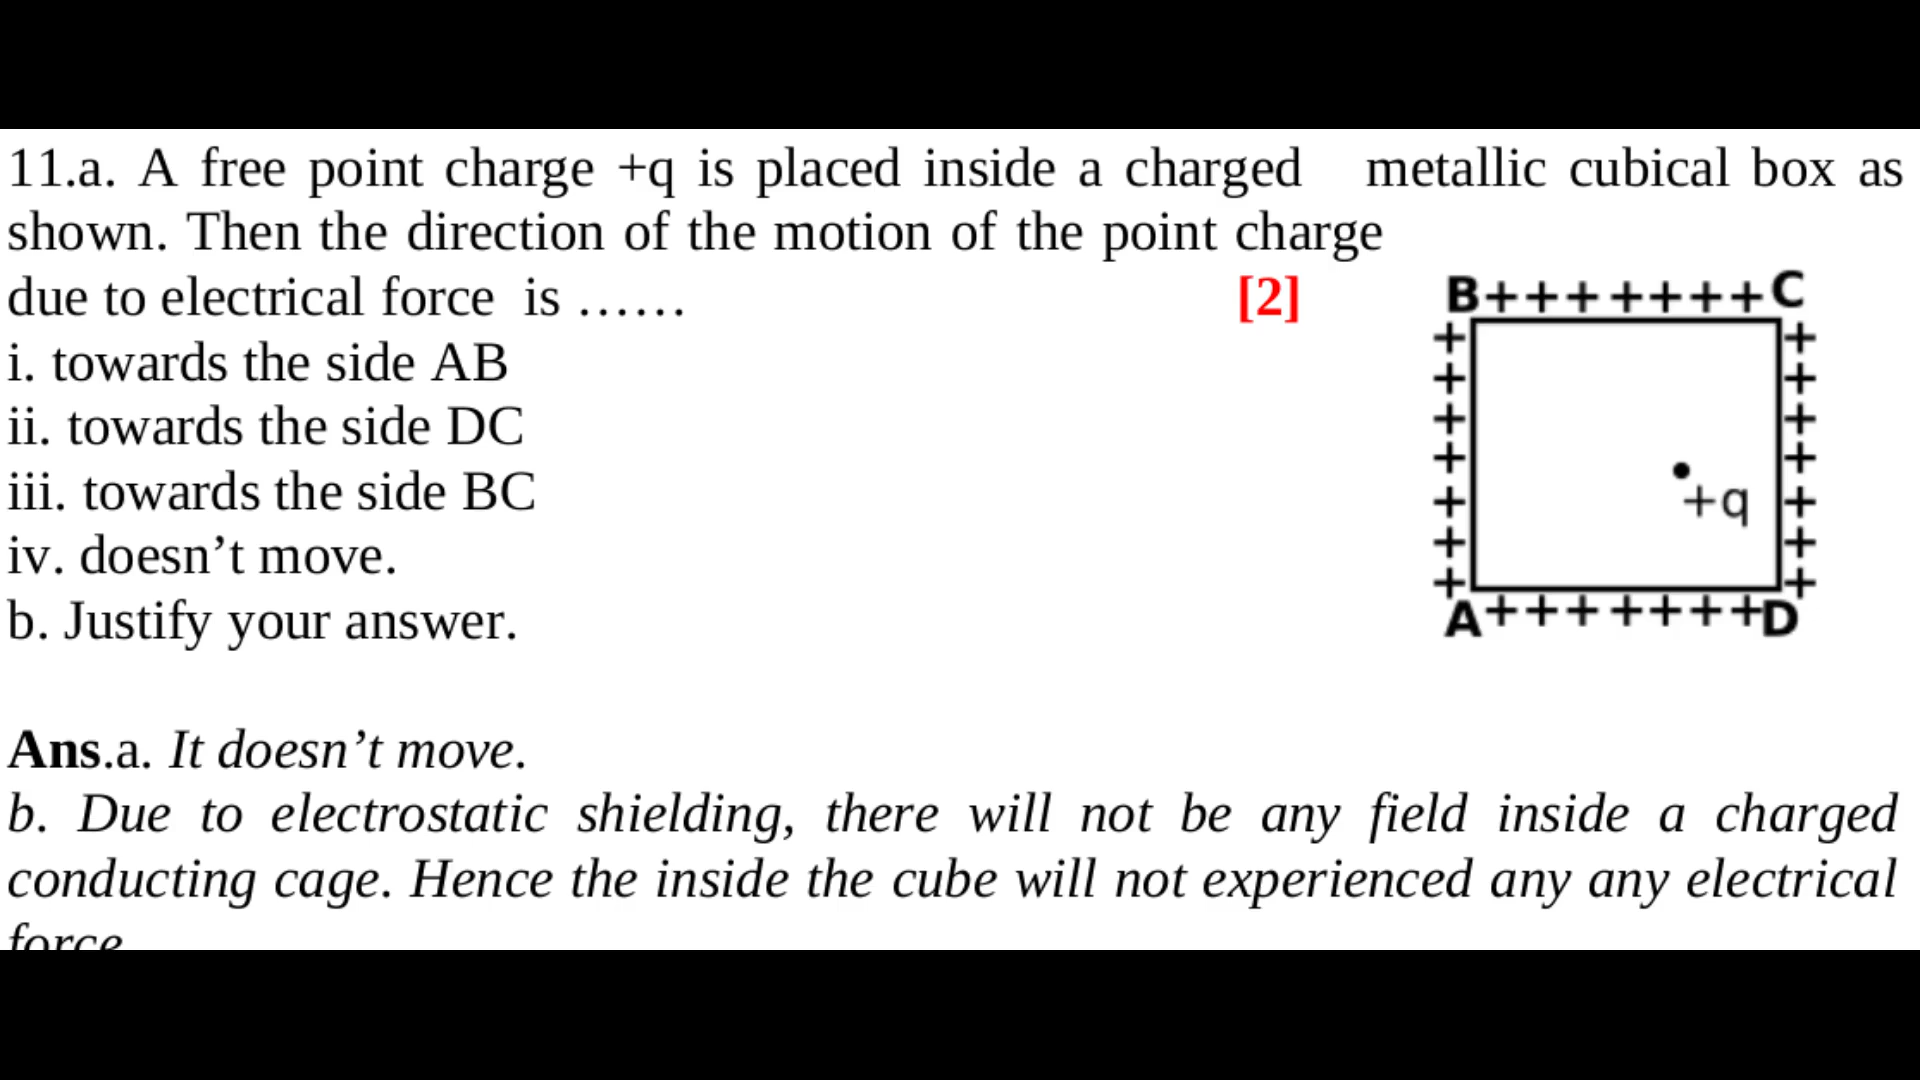 11.a. A free point charge +q is placed inside a charged metallic cubical box as
shown. Then the direction of the motion of the point charge
due to electrical force is ...... [2]
i. towards the side AB
ii. towards the side DC
iii. towards the side BC
iv. doesn’t move.
b. Justify your answer.
B+++++++C
+ +
+ +
+ +
+ +
+ +
+ +
+ +
+q
A+++++++D
Ans.a. It doesn’t move.
b. Due to electrostatic shielding, there will not be any field inside a charged
conducting cage. Hence the inside the cube will not experienced any any electrical
force